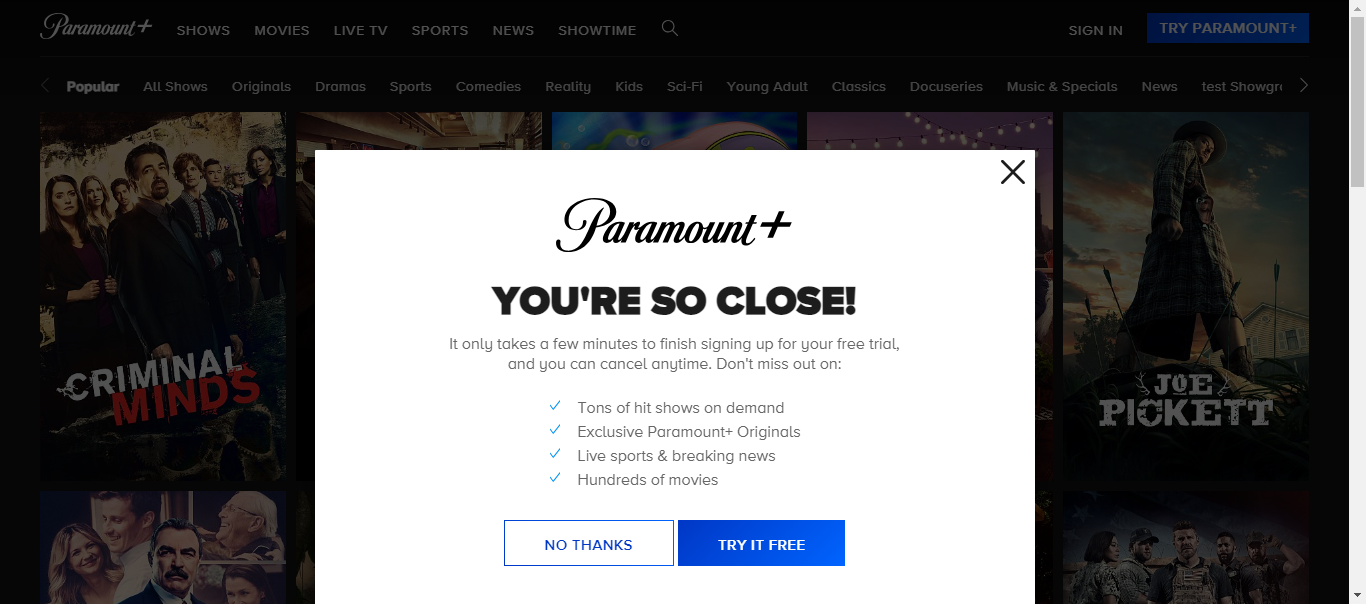 Paramount+ SHOWS MOVIES LIVE TV SPORTS NEWS SHOWTIME SIGN IN TRY PARAMOUNT+
Popular All Shows Originals Dramas Sports Comedies Reality Kids Sci-Fi Young Adult Classics Docuseries Music & Specials News test Showgr
Paramount+
YOU'RE SO CLOSE!
It only takes a few minutes to finish signing up for your free trial,
and you can cancel anytime. Don't miss out on:
Tons of hit shows on demand
Exclusive Paramount+ Originals
Live sports & breaking news
Hundreds of movies
NO THANKS TRY IT FREE
CRIMINAL
MINDS
JOE
PICKETT